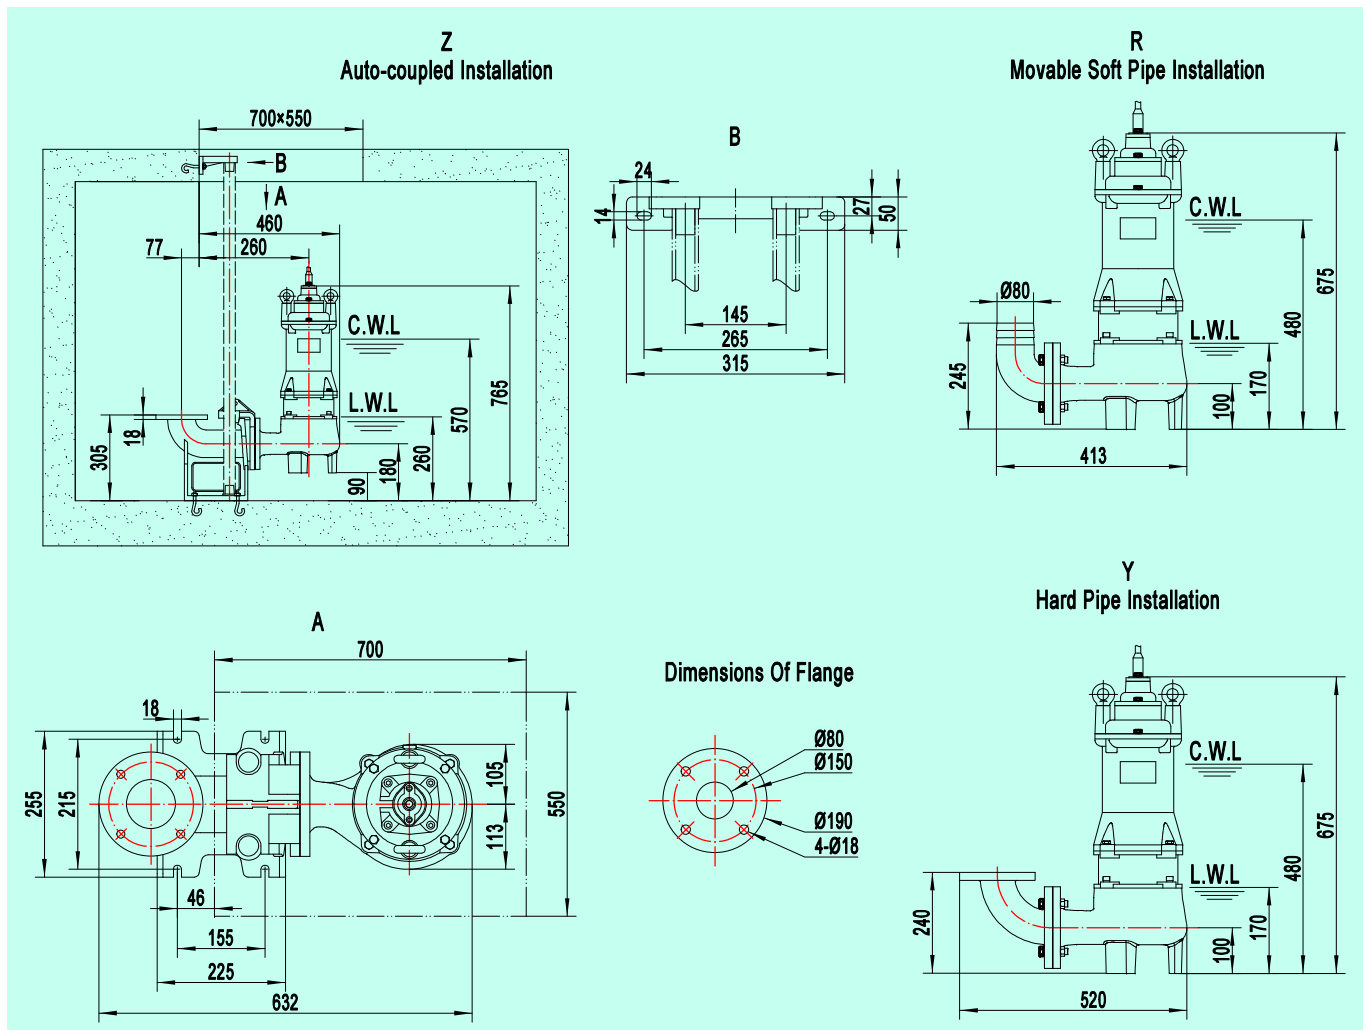 Z
Auto-coupled Installation
700×550
B
A
460
77
260
C.W.L
L.W.L
18
305
90
180
260
570
765
B
24
14
27
50
145
265
315
R
Movable Soft Pipe Installation
C.W.L
Ø80
L.W.L
245
100
170
480
675
413
A
700
18
255
215
105
113
550
46
155
225
632
Dimensions Of Flange
Ø80
Ø150
Ø190
4-Ø18
Y
Hard Pipe Installation
C.W.L
L.W.L
240
100
170
480
675
520